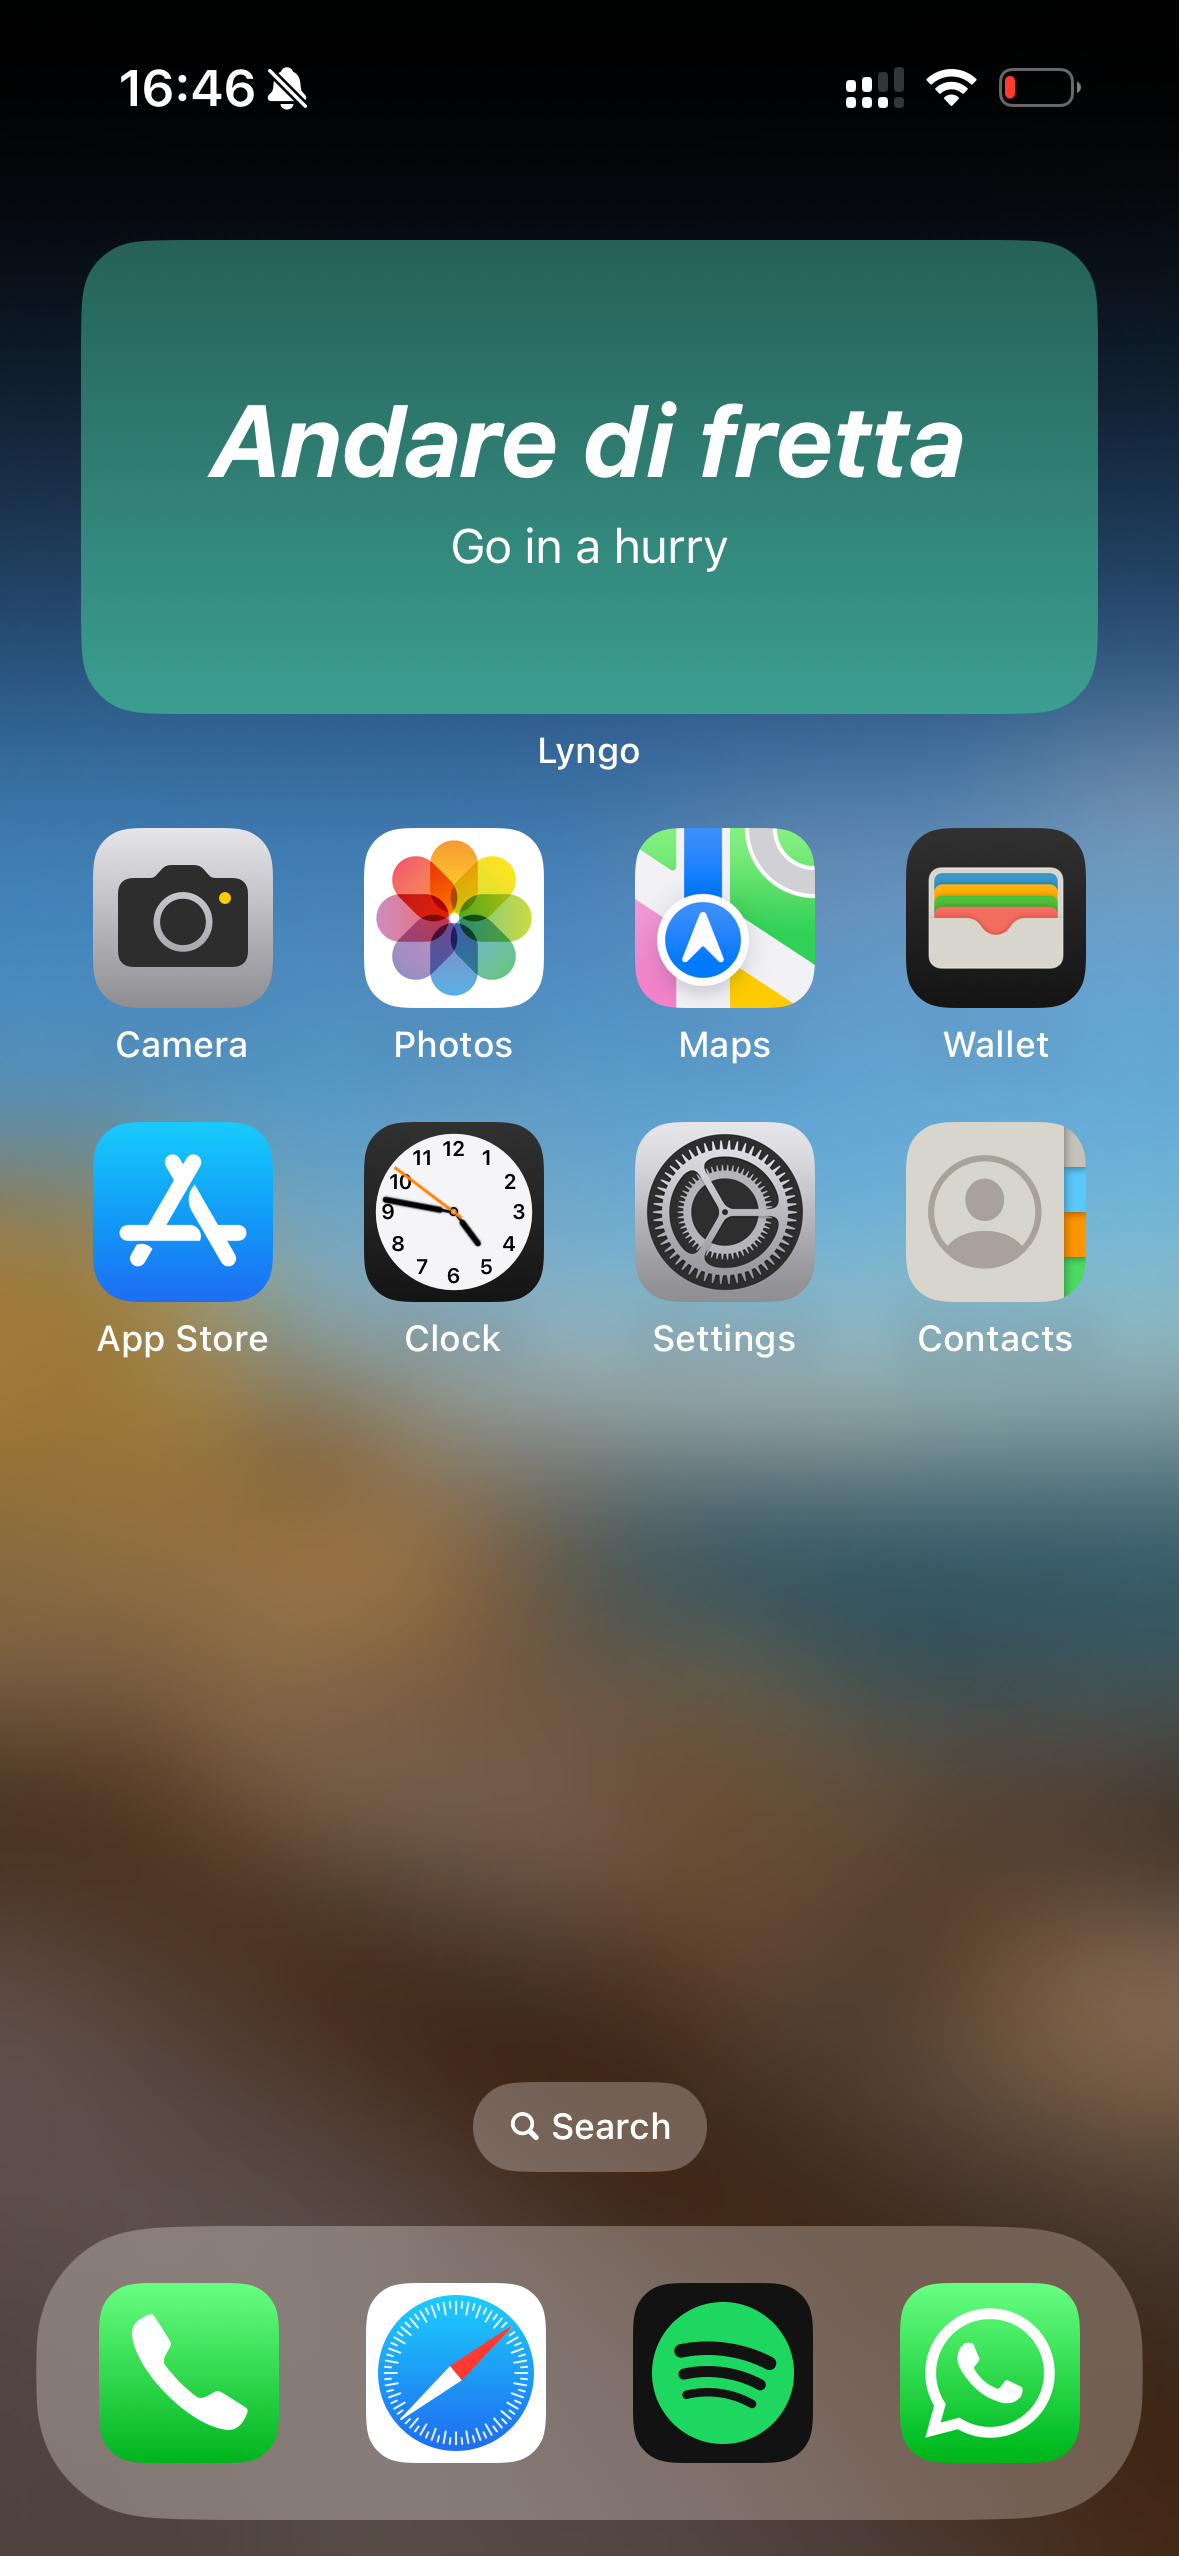 16:46
Andare di fretta
Go in a hurry
Lyngo
Camera Photos Maps Wallet
12
11 1
10 2
9 3
8 4
7 5
6
App Store Clock Settings Contacts
Search